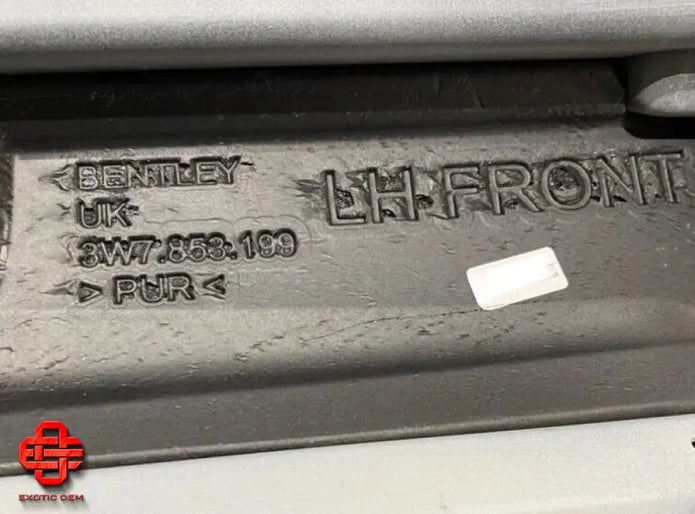 BENTLEY
UK
3W7.853.199
>PUR<
LH FRONT
EXOTIC OEM